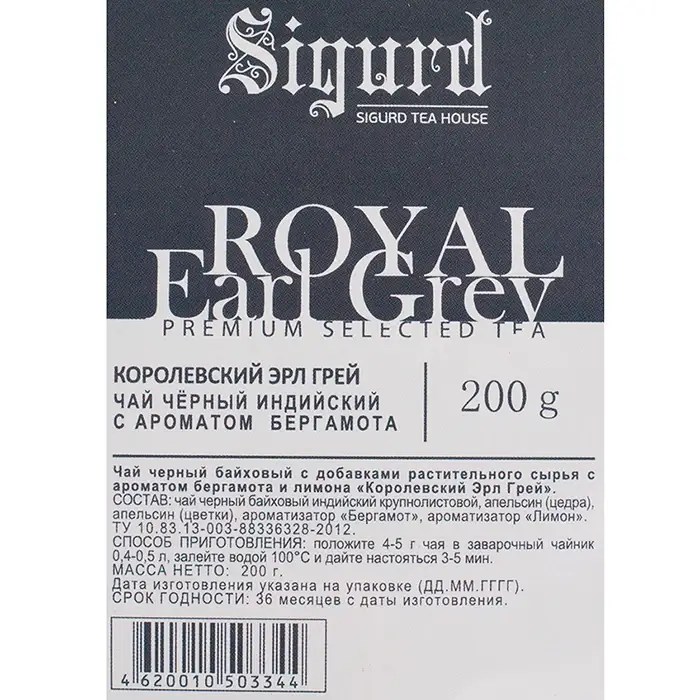 Sigurd
SIGURD TEA HOUSE
ROYAL
Earl Grey
PREMIUM SELECTED TEA
КОРОЛЕВСКИЙ ЭРЛ ГРЕЙ
ЧАЙ ЧЁРНЫЙ ИНДИЙСКИЙ
С АРОМАТОМ БЕРГАМОТА
200 g
Чай черный байховый с добавками растительного сырья с
ароматом бергамота и лимона «Королевский Эрл Грей».
СОСТАВ: чай черный байховый индийский крупнолистовой, апельсин (цедра),
апельсин (цветки), ароматизатор «Бергамот», ароматизатор «Лимон».
ТУ 10.83.13-003-88336328-2012.
СПОСОБ ПРИГОТОВЛЕНИЯ: положите 4-5 г чая в заварочный чайник
0,4-0,5 л, залейте водой 100°С и дайте настояться 3-5 мин.
МАССА НЕТТО: 200 г.
Дата изготовления указана на упаковке (ДД.ММ.ГГГГ).
СРОК ГОДНОСТИ: 36 месяцев с даты изготовления.
4 620010 503344